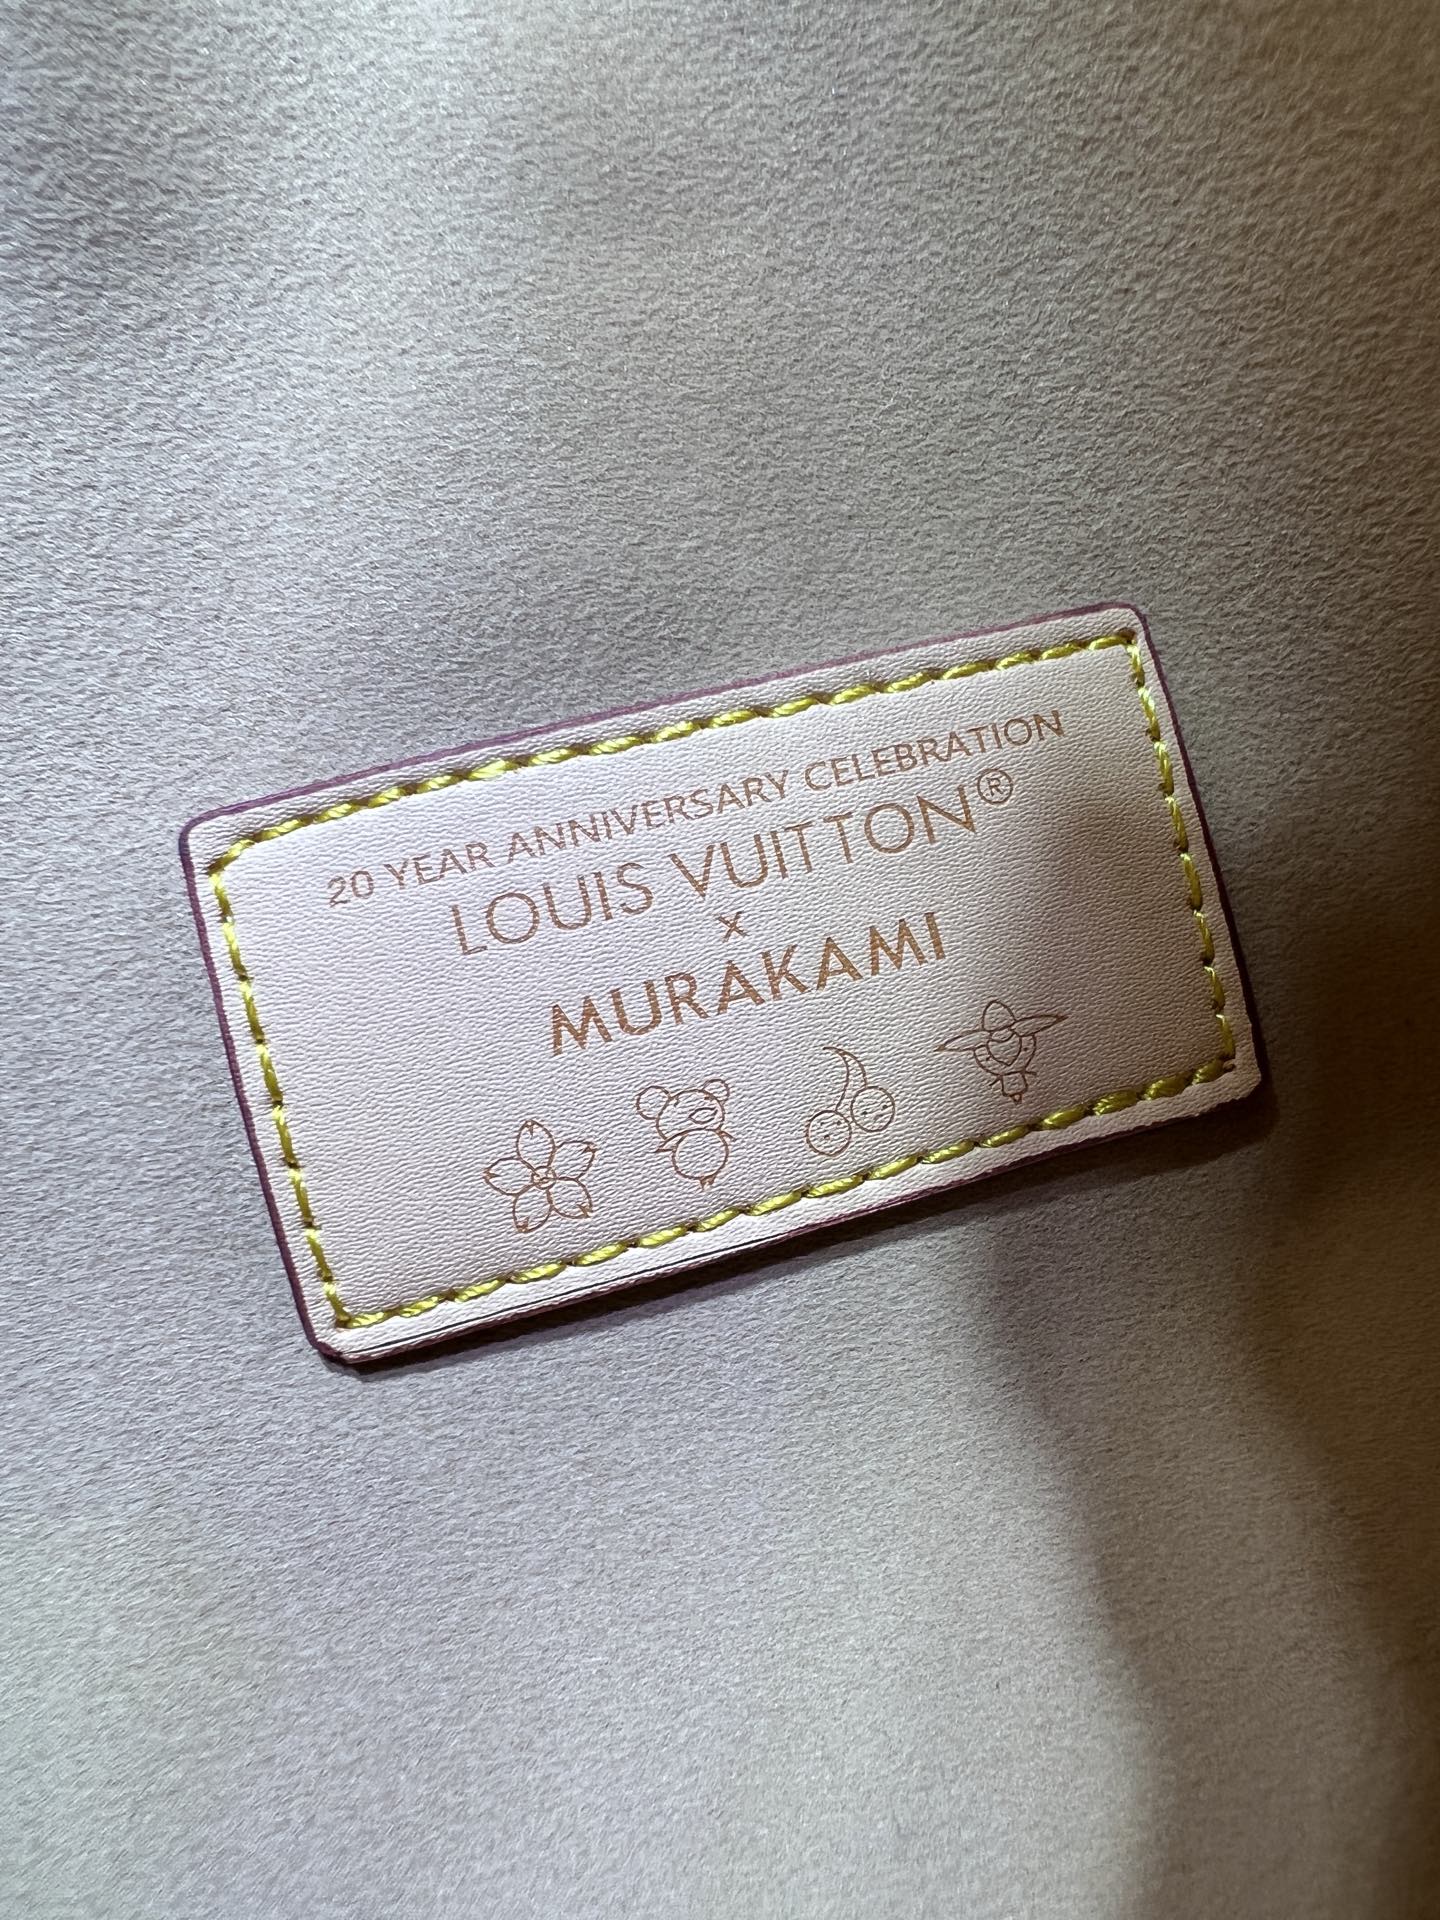 20 YEAR ANNIVERSARY CELEBRATION
LOUIS VUITTON®
x
MURAKAMI